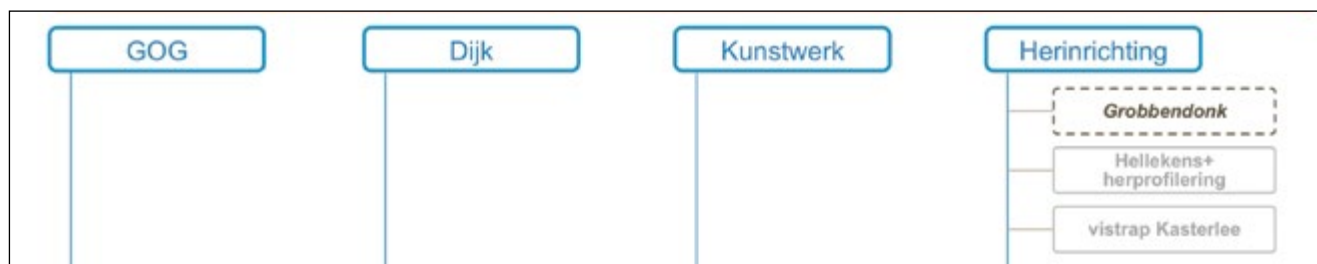 GOG
Dijk
Kunstwerk
Herinrichting
Grobbendonk
Hellekens+
herprofilering
vistrap Kasterlee